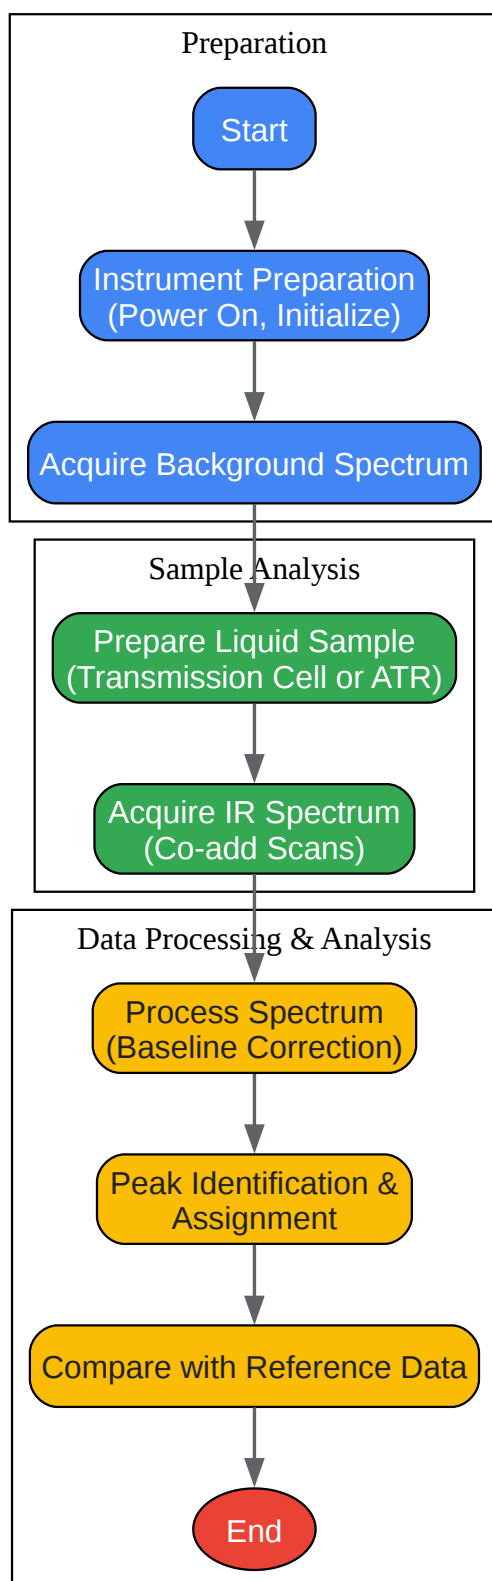 Preparation
Start
Instrument Preparation
(Power On, Initialize)
Acquire Background Spectrum
Sample Analysis
Prepare Liquid Sample
(Transmission Cell or ATR)
Acquire IR Spectrum
(Co-add Scans)
Data Processing & Analysis
Process Spectrum
(Baseline Correction)
Peak Identification &
Assignment
Compare with Reference Data
End